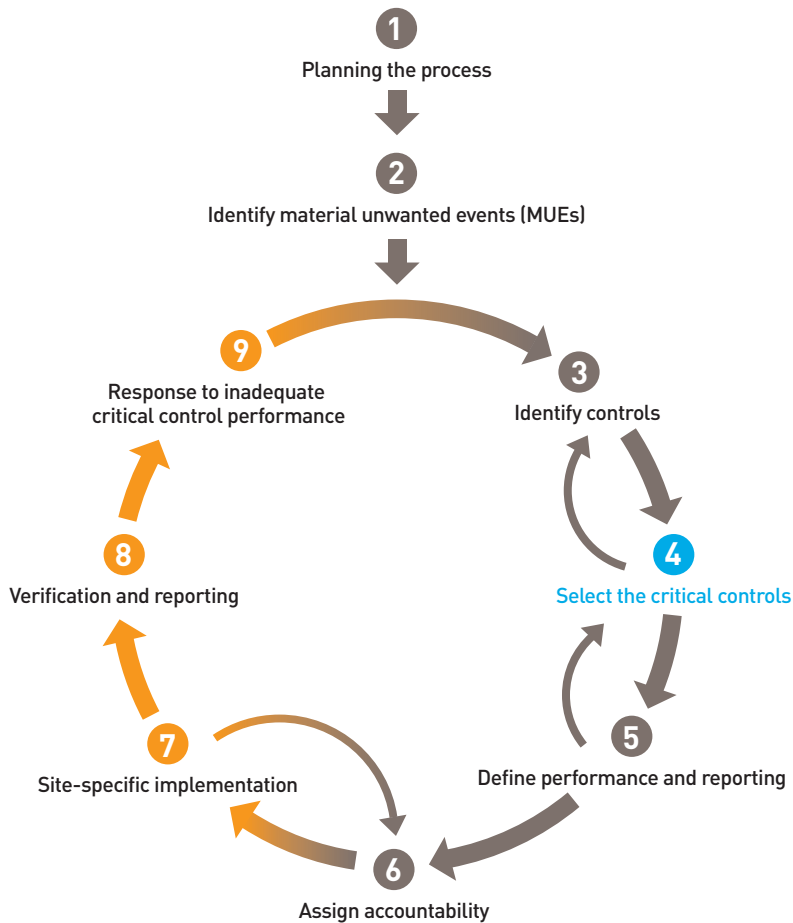 1
Planning the process
2
Identify material unwanted events (MUEs)
3
Identify controls
4
Select the critical controls
5
Define performance and reporting
6
Assign accountability
7
Site-specific implementation
8
Verification and reporting
9
Response to inadequate
critical control performance